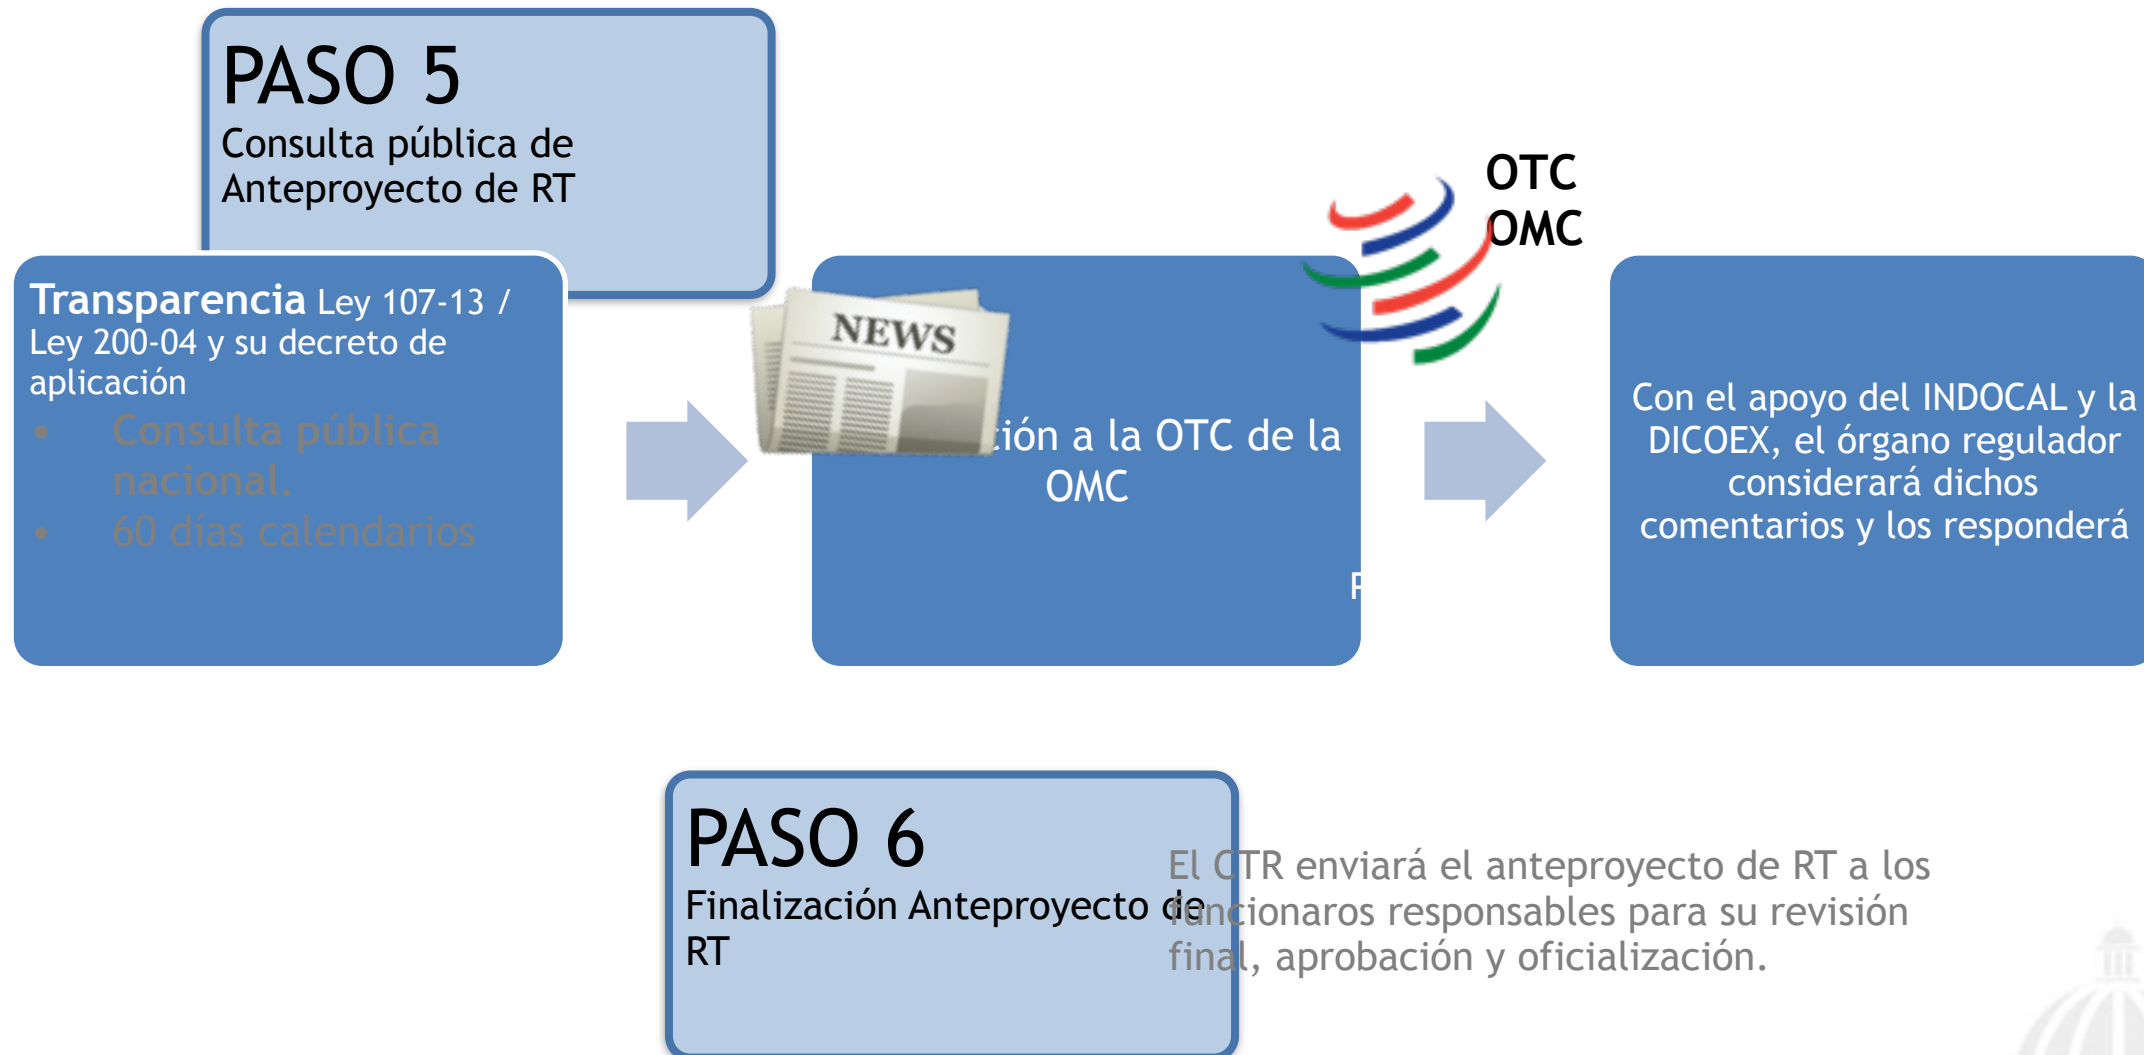 PASO 5
Consulta pública de
Anteproyecto de RT
OTC
OMC
Transparencia Ley 107-13 /
Ley 200-04 y su decreto de
aplicación
• Consulta pública
nacional.
• 60 días calendarios
NEWS
ión a la OTC de la
OMC
P
Con el apoyo del INDOCAL y la
DICOEX, el órgano regulador
considerará dichos
comentarios y los responderá
PASO 6
Finalización Anteproyecto de
RT
El CTR enviará el anteproyecto de RT a los
funcionaros responsables para su revisión
final, aprobación y oficialización.